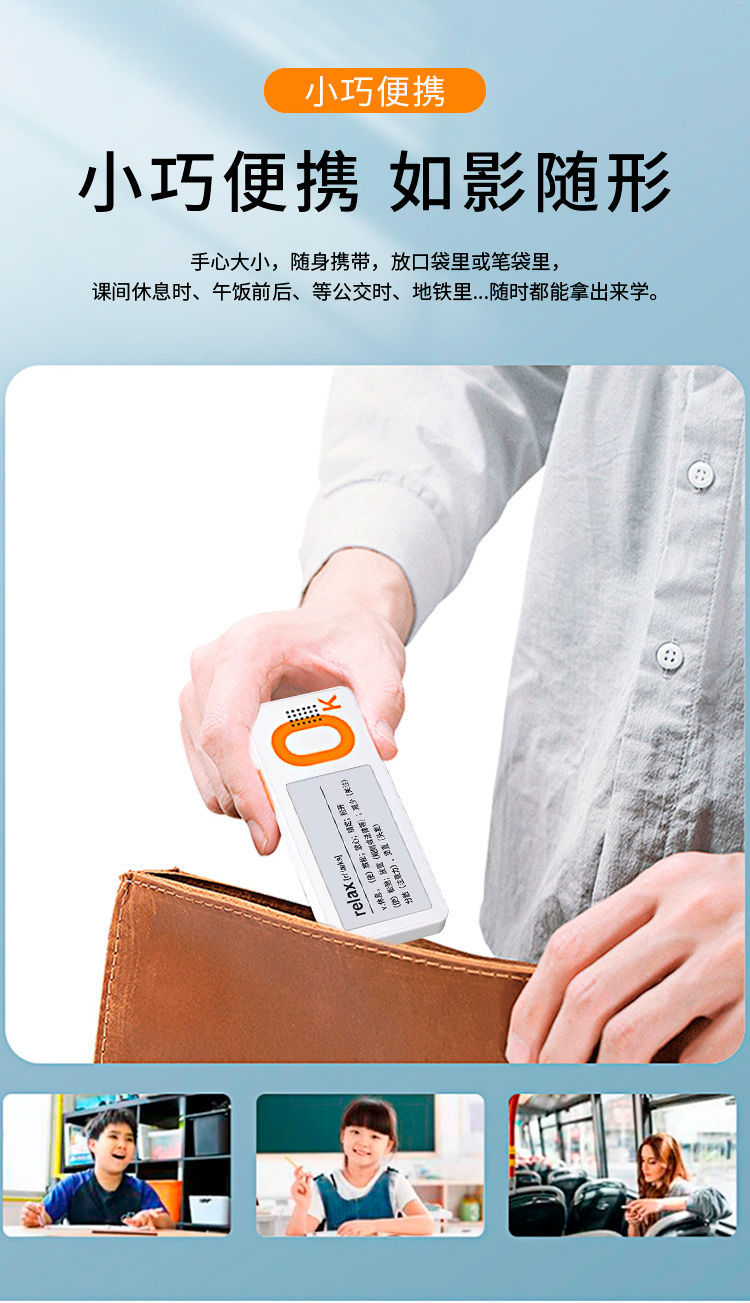 小巧便携
小巧便携 如影随形
手心大小，随身携带，放口袋里或笔袋里，
课间休息时、午饭前后、等公交时、地铁里...随时都能拿出来学。
OK
relax [rɪˈlæks]